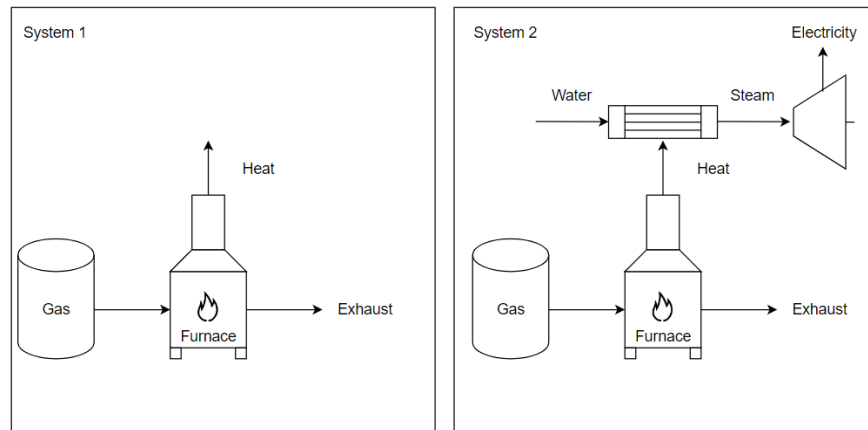 System 1
Heat
Gas
Furnace
Exhaust
System 2
Electricity
Water
Steam
Heat
Gas
Furnace
Exhaust